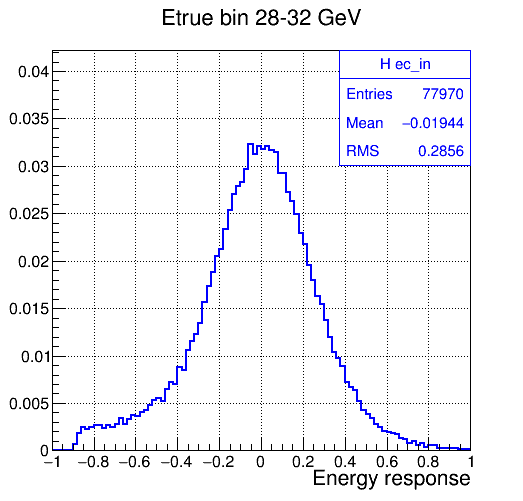 Etrue bin 28-32 GeV
H ec_in
Entries 77970
Mean −0.01944
RMS 0.2856
0.04
0.035
0.03
0.025
0.02
0.015
0.01
0.005
0
−1 −0.8 −0.6 −0.4 −0.2 0 0.2 0.4 0.6 0.8 1
Energy response